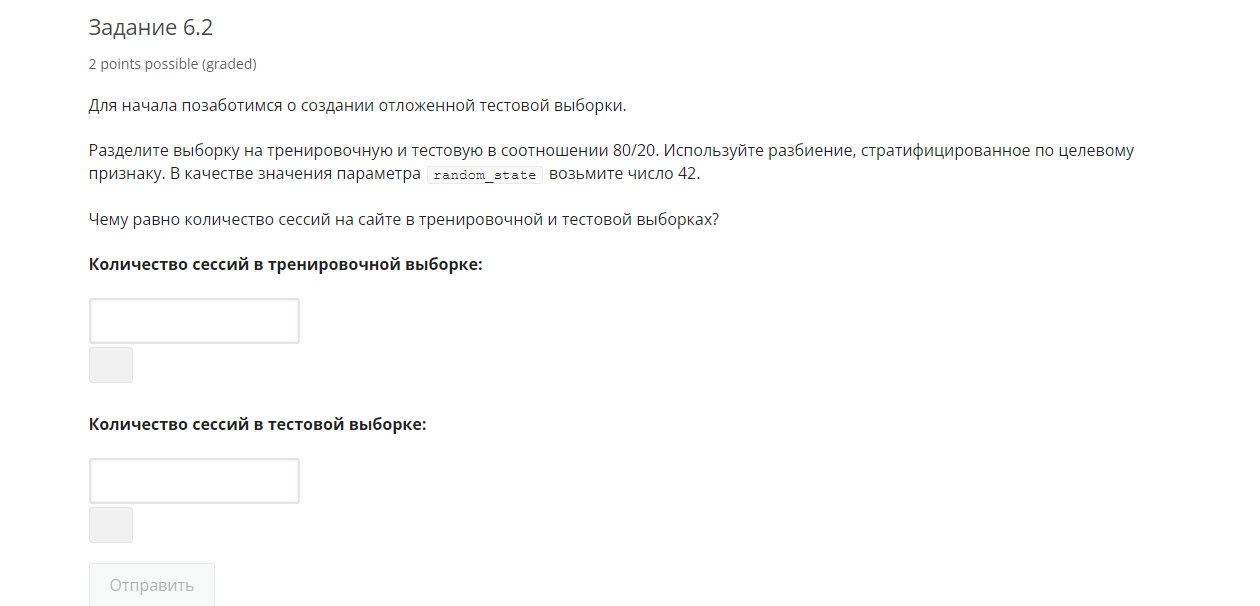 Задание 6.2
2 points possible (graded)
Для начала позаботимся о создании отложенной тестовой выборки.
Разделите выборку на тренировочную и тестовую в соотношении 80/20. Используйте разбиение, стратифицированное по целевому
признаку. В качестве значения параметра random_state возьмите число 42.
Чему равно количество сессий на сайте в тренировочной и тестовой выборках?
Количество сессий в тренировочной выборке:
Количество сессий в тестовой выборке:
Отправить